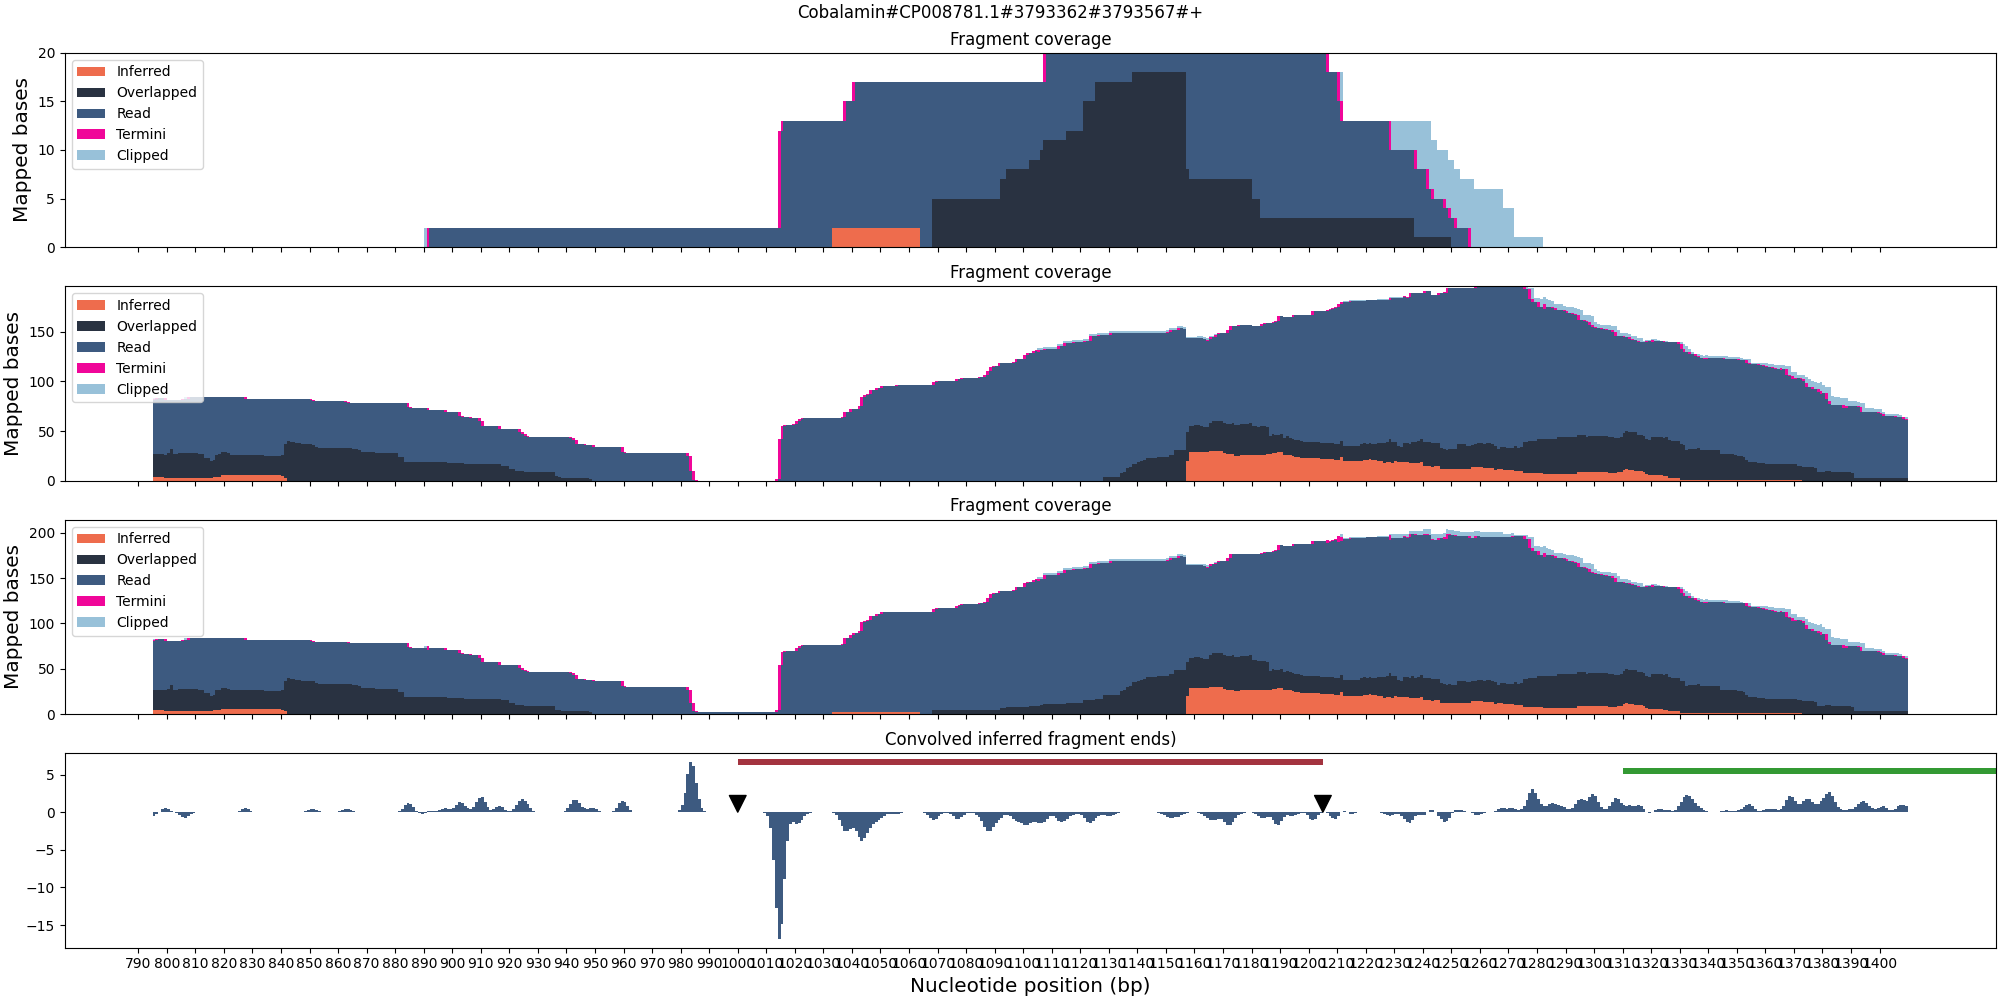 Cobalamin#CP008781.1#3793362#3793567#+
Fragment coverage
Mapped bases
20
15
10
5
0
Inferred
Overlapped
Read
Termini
Clipped
Fragment coverage
Mapped bases
150
100
50
0
Inferred
Overlapped
Read
Termini
Clipped
Fragment coverage
Mapped bases
200
150
100
50
0
Inferred
Overlapped
Read
Termini
Clipped
Convolved inferred fragment ends)
5
0
−5
−10
−15
790 800 810 820 830 840 850 860 870 880 890 900 910 920 930 940 950 960 970 980 990 1000 1010 1020 1030 1040 1050 1060 1070 1080 1090 1100 1110 1120 1130 1140 1150 1160 1170 1180 1190 1200 1210 1220 1230 1240 1250 1260 1270 1280 1290 1300 1310 1320 1330 1340 1350 1360 1370 1380 1390 1400
Nucleotide position (bp)